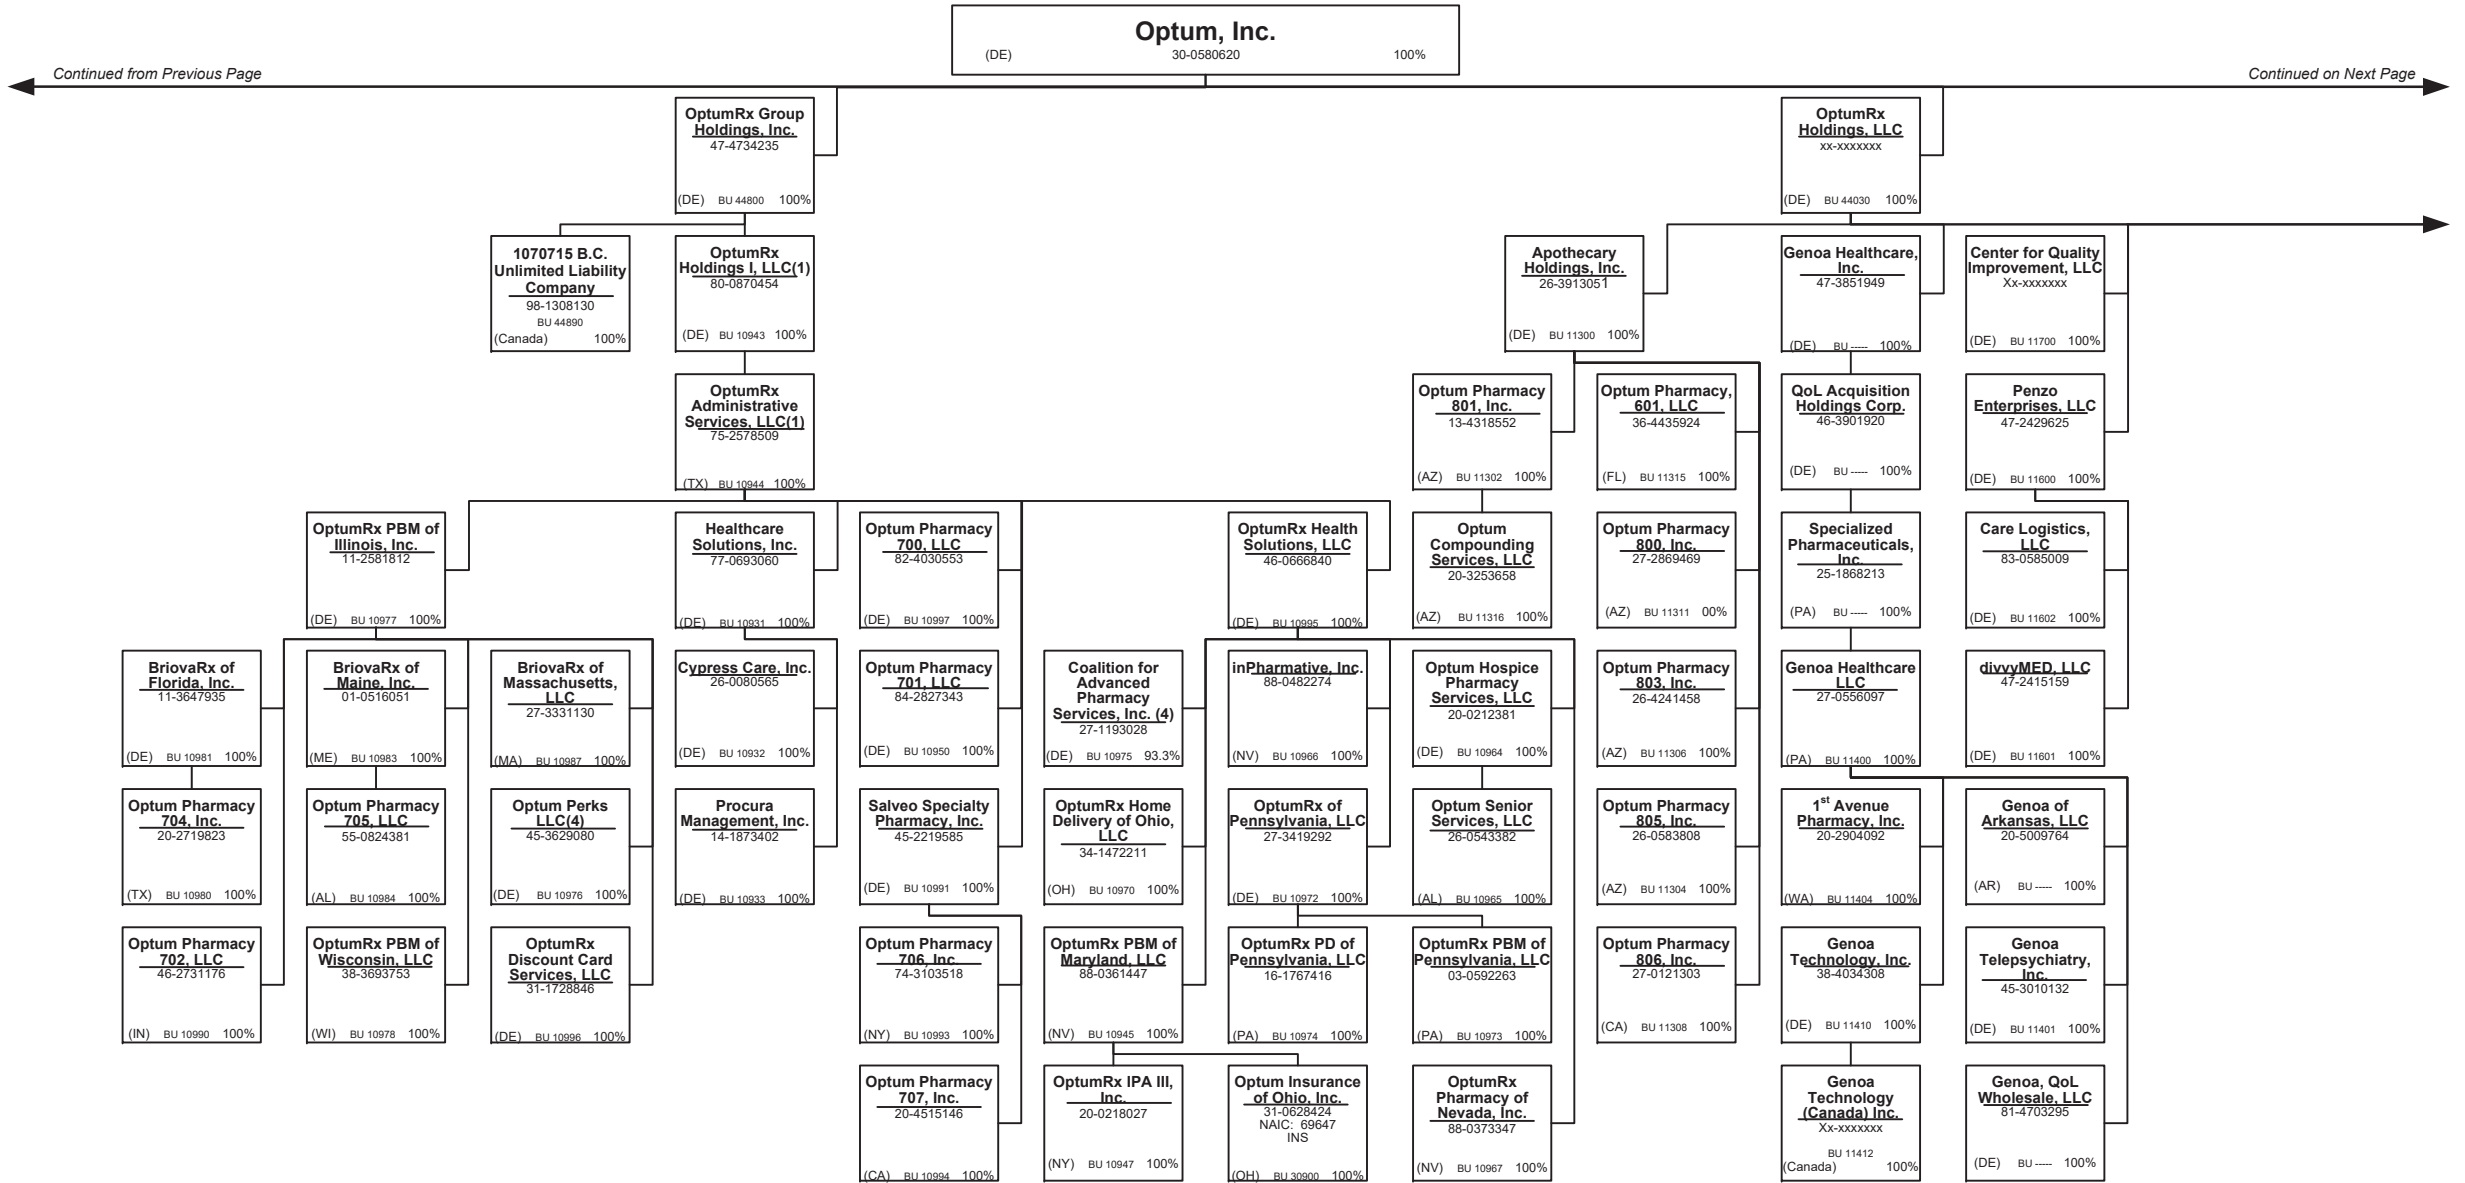 Optum, Inc.
(DE) 30-0580620 100%
Continued from Previous Page
Continued on Next Page
OptumRx Group
Holdings, Inc.
47-4734235
(DE) BU 44800 100%
OptumRx
Holdings, LLC
xx-xxxxxxx
(DE) BU 44030 100%
1070715 B.C.
Unlimited Liability
Company
98-1308130
BU 44890
(Canada) 100%
OptumRx
Holdings I, LLC(1)
80-0870454
(DE) BU 10943 100%
Apothecary
Holdings, Inc.
26-3913051
(DE) BU 11300 100%
Genoa Healthcare,
Inc.
47-3851949
(DE) BU ----- 100%
Center for Quality
Improvement, LLC
Xx-xxxxxxx
(DE) BU 11700 100%
OptumRx
Administrative
Services, LLC(1)
75-2578509
(TX) BU 10944 100%
Optum Pharmacy
801, Inc.
13-4318552
(AZ) BU 11302 100%
Optum Pharmacy,
601, LLC
36-4435924
(FL) BU 11315 100%
QoL Acquisition
Holdings Corp.
46-3901920
(DE) BU ----- 100%
Penzo
Enterprises, LLC
47-2429625
(DE) BU 11600 100%
OptumRx PBM of
Illinois, Inc.
11-2581812
(DE) BU 10977 100%
Healthcare
Solutions, Inc.
77-0693060
(DE) BU 10931 100%
Optum Pharmacy
700, LLC
82-4030553
(DE) BU 10997 100%
OptumRx Health
Solutions, LLC
46-0666840
(DE) BU 10995 100%
Optum
Compounding
Services, LLC
20-3253658
(AZ) BU 11316 100%
Optum Pharmacy
800, Inc.
27-2869469
(AZ) BU 11311 00%
Specialized
Pharmaceuticals,
Inc.
25-1868213
(PA) BU ----- 100%
Care Logistics,
LLC
83-0585009
(DE) BU 11602 100%
BriovaRx of
Florida, Inc.
11-3647935
(DE) BU 10981 100%
BriovaRx of
Maine, Inc.
01-0516051
(ME) BU 10983 100%
BriovaRx of
Massachusetts,
LLC
27-3331130
(MA) BU 10987 100%
Cypress Care, Inc.
26-0080565
(DE) BU 10932 100%
Optum Pharmacy
701, LLC
84-2827343
(DE) BU 10950 100%
Coalition for
Advanced
Pharmacy
Services, Inc. (4)
27-1193028
(DE) BU 10975 93.3%
inPharmative, Inc.
88-0482274
(NV) BU 10966 100%
Optum Hospice
Pharmacy
Services, LLC
20-0212381
(DE) BU 10964 100%
Optum Pharmacy
803, Inc.
26-4241458
(AZ) BU 11306 100%
Genoa Healthcare
LLC
27-0556097
(PA) BU 11400 100%
divvyMED, LLC
47-2415159
(DE) BU 11601 100%
Optum Pharmacy
704, Inc.
20-2719823
(TX) BU 10980 100%
Optum Pharmacy
705, LLC
55-0824381
(AL) BU 10984 100%
Optum Perks
LLC(4)
45-3629080
(DE) BU 10976 100%
Procura
Management, Inc.
14-1873402
(DE) BU 10933 100%
Salveo Specialty
Pharmacy, Inc.
45-2219585
(DE) BU 10991 100%
OptumRx Home
Delivery of Ohio,
LLC
34-1472211
(OH) BU 10970 100%
OptumRx of
Pennsylvania, LLC
27-3419292
(DE) BU 10972 100%
Optum Senior
Services, LLC
26-0543382
(AL) BU 10965 100%
Optum Pharmacy
805, Inc.
26-0583808
(AZ) BU 11304 100%
1st Avenue
Pharmacy, Inc.
20-2904092
(WA) BU 11404 100%
Genoa of
Arkansas, LLC
20-5009764
(AR) BU ----- 100%
Optum Pharmacy
702, LLC
46-2731176
(IN) BU 10990 100%
OptumRx PBM of
Wisconsin, LLC
38-3693753
(WI) BU 10978 100%
OptumRx
Discount Card
Services, LLC
31-1728846
(DE) BU 10996 100%
Optum Pharmacy
706, Inc.
74-3103518
(NY) BU 10993 100%
OptumRx PBM of
Maryland, LLC
88-0361447
(NV) BU 10945 100%
OptumRx PD of
Pennsylvania, LLC
16-1767416
(PA) BU 10974 100%
OptumRx PBM of
Pennsylvania, LLC
03-0592263
(PA) BU 10973 100%
Optum Pharmacy
806, Inc.
27-0121303
(CA) BU 11308 100%
Genoa
Technology, Inc.
38-4034308
(DE) BU 11410 100%
Genoa
Telepsychiatry,
Inc.
45-3010132
(DE) BU 11401 100%
Optum Pharmacy
707, Inc.
20-4515146
(CA) BU 10994 100%
OptumRx IPA III,
Inc.
20-0218027
(NY) BU 10947 100%
Optum Insurance
of Ohio, Inc.
31-0628424
NAIC: 69647
INS
(OH) BU 30900 100%
OptumRx
Pharmacy of
Nevada, Inc.
88-0373347
(NV) BU 10967 100%
Genoa
Technology
(Canada) Inc.
Xx-xxxxxxx
BU 11412
(Canada) 100%
Genoa, QoL
Wholesale, LLC
81-4703295
(DE) BU ----- 100%